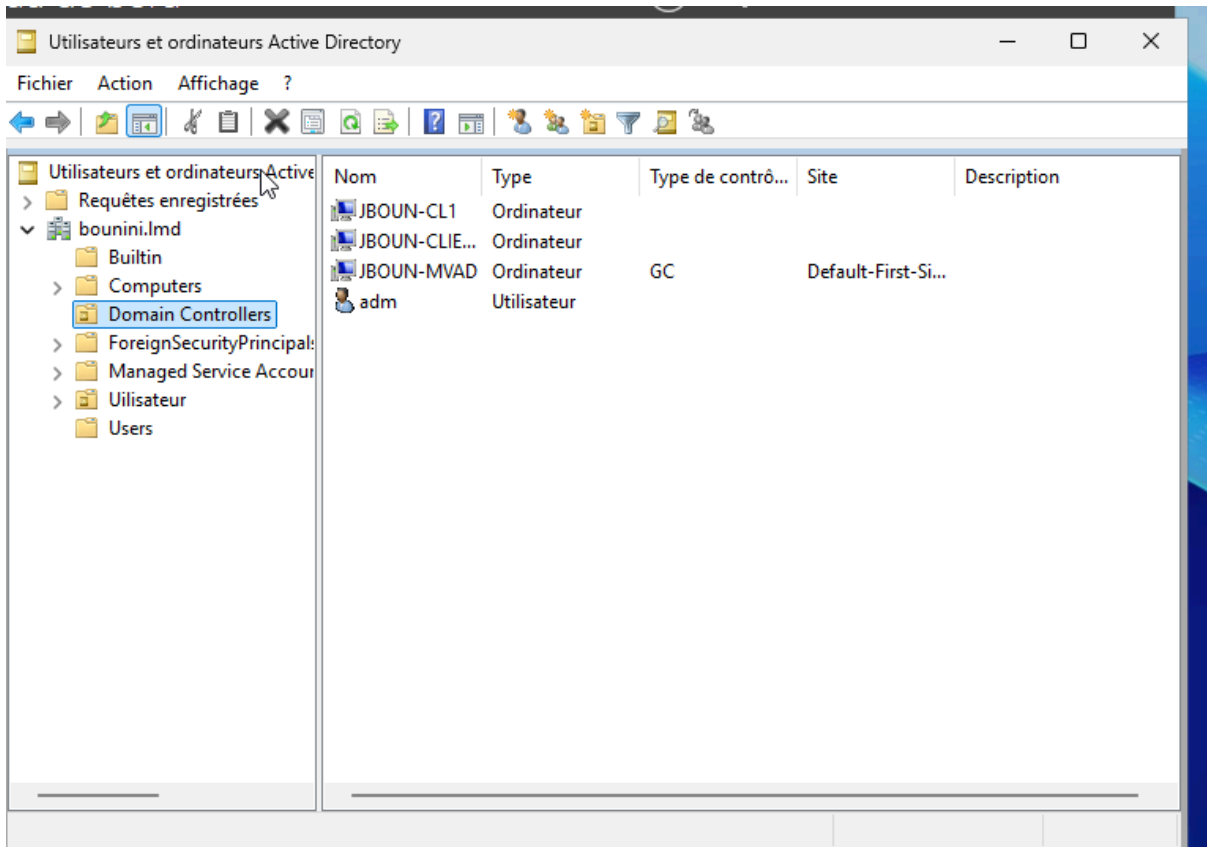 Utilisateurs et ordinateurs Active Directory
Fichier Action Affichage ?
Utilisateurs et ordinateurs Active
Requêtes enregistrées
bounini.lmd
Builtin
Computers
Domain Controllers
ForeignSecurityPrincipals
Managed Service Accour
Uilisateur
Users
Nom Type Type de contrô... Site Description
JBOUN-CL1 Ordinateur
JBOUN-CLIE... Ordinateur
JBOUN-MVAD Ordinateur GC Default-First-Si...
adm Utilisateur